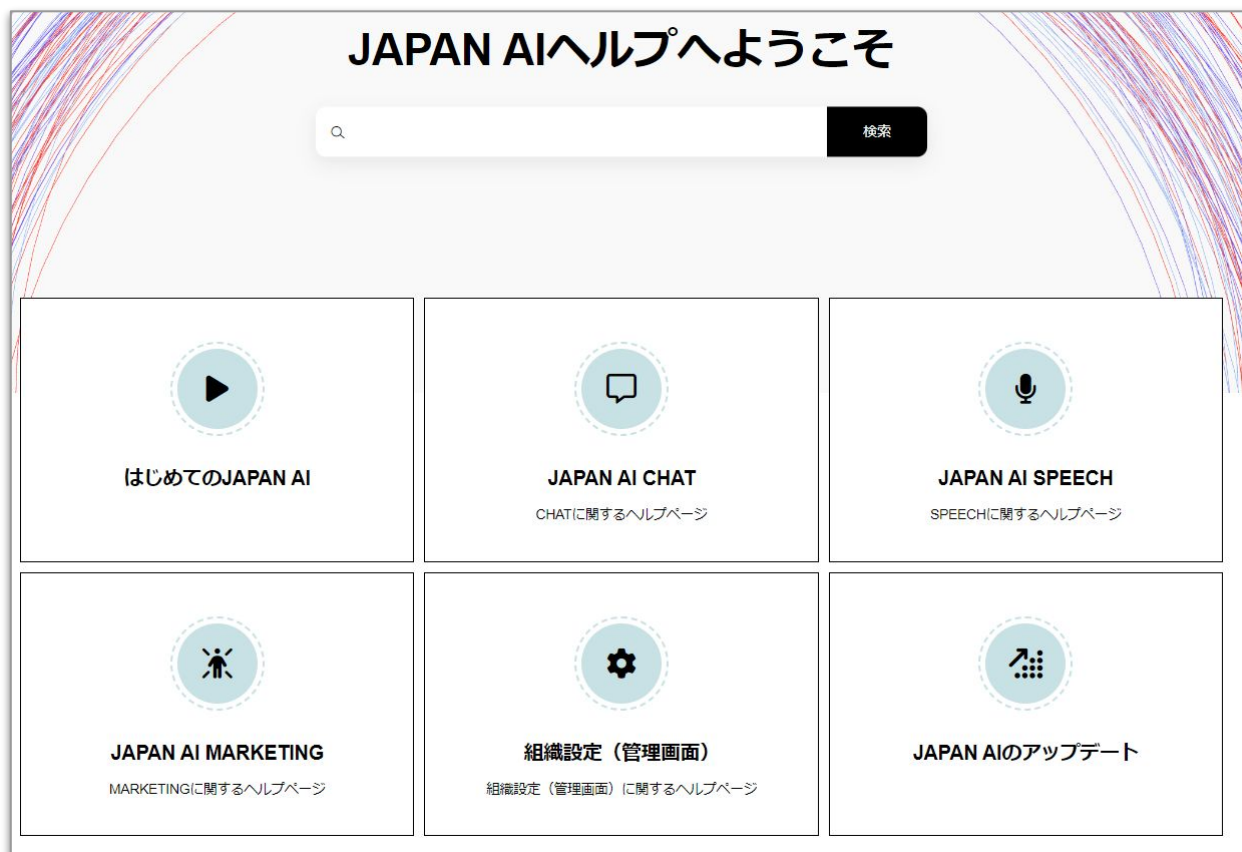 JAPAN AIヘルプへようこそ
検索
はじめてのJAPAN AI
JAPAN AI CHAT
CHATに関するヘルプページ
JAPAN AI SPEECH
SPEECHに関するヘルプページ
JAPAN AI MARKETING
MARKETINGに関するヘルプページ
組織設定（管理画面）
組織設定（管理画面）に関するヘルプページ
JAPAN AIのアップデート